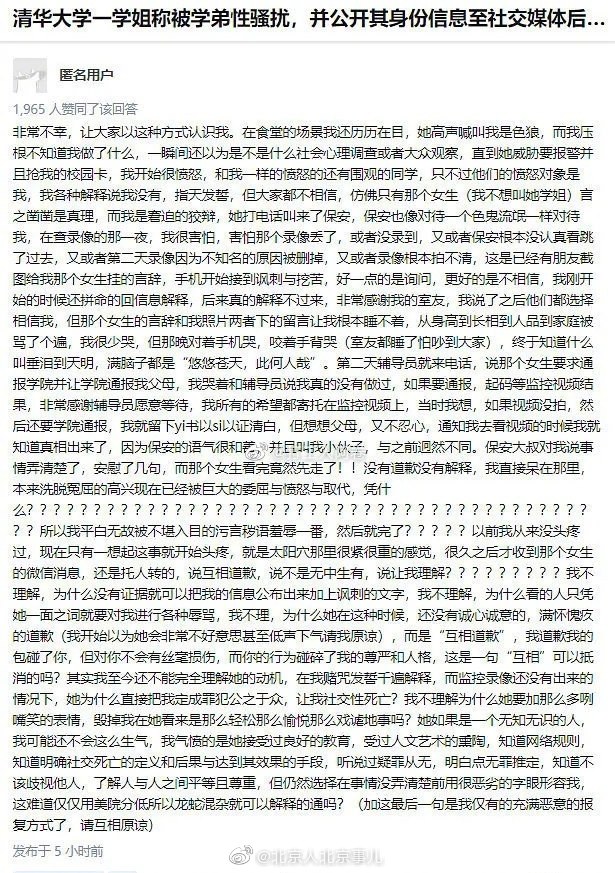 清华大学一学姐称被学弟性骚扰，并公开其身份信息至社交媒体后...
匿名用户
1,965 人赞同了该回答
非常不幸，让大家以这种方式认识我。在食堂的场景我还历历在目，她高声喊叫我是色狼，而我压
根不知道我做了什么，一瞬间还以为是不是什么社会心理调查或者大众观察，直到她威胁要报警并
且抢我的校园卡，我开始很愤怒，和我一样的愤怒的还有围观的同学，只不过他们的愤怒对象是
我，我各种解释说我没有，指天发誓，但大家都不相信，仿佛只有那个女生（我不想叫她学姐）言
之凿凿是真理，而我是窘迫的狡辩，她打电话叫来了保安，保安也像对待一个色鬼流氓一样对待
我，在查录像的那一夜，我很害怕，害怕那个录像丢了，或者没录到，又或者保安根本没认真看跳
了过去，又或者第二天录像因为不知名的原因被删掉，又或者录像根本拍不清，这是已经有朋友截
图给我那个女生挂的言辞，手机开始接到讽刺与挖苦，好一点的是询问，更好的是不相信，我刚开
始的时候还拼命的回信息解释，后来真的解释不过来，非常感谢我的室友，我说了之后他们都选择
相信我，但那个女生的言辞和我照片两者下的留言让我根本睡不着，从身高到长相到人品到家庭被
骂了个遍，我很少哭，但那晚对着手机哭，咬着手背哭（室友都睡了怕吵到大家），终于知道什么
叫垂泪到天明，满脑子都是“悠悠苍天，此何人哉”。第二天辅导员就来电话，说那个女生要求通
报学院并让学院通报我父母，我哭着和辅导员说我真的没有做过，如果要通报，起码等监控视频结
果，非常感谢辅导员愿意等待，我所有的希望都寄托在监控视频上，当时我想，如果视频没拍，然
后还要学院通报，我就留下yi书以si以证清白，但想想父母，又不忍心，通知我去看视频的时候我就
知道真相出来了，因为保安的语气很和蔼，并且叫我小伙子，与之前迥然不同。保安大叔对我说事
情弄清楚了，安慰了几句，而那个女生看完竟然先走了！！没有道歉没有解释，我直接呆在那里，
本来洗脱冤屈的高兴现在已经被巨大的委屈与愤怒与取代，凭什
么？？？？？？？？？？？？？？？？？？？？？？？？？？？？？？？？？？？？？？？
？？所以我平白无故被不堪入目的污言秽语羞辱一番，然后就完了？？？？？以前我从来没头疼
过，现在只有一想起这事就开始头疼，就是太阳穴那里很紧很重的感觉，很久之后才收到那个女生
的微信消息，还是托人转的，说互相道歉，说不是无中生有，说让我理解？？？？？？？？？我不
理解，为什么没有证据就可以把我的信息公布出来加上讽刺的文字，我不理解，为什么看的人只凭
她一面之词就要对我进行各种辱骂，我不理，为什么她在这种时候，还没有诚心诚意的，满怀愧疚
的道歉（我开始以为她会非常不好意思甚至低声下气请我原谅），而是“互相道歉”，我道歉我的
包碰了你，但对你不会有丝毫损伤，而你的行为碰碎了我的尊严和人格，这是一句“互相”可以抵
消的吗？其实我至今还不能完全理解她的动机，在我赌咒发誓千遍解释，而监控录像还没有出来的
情况下，她为什么直接把我定成罪犯公之于众，让我社交性死亡？我不理解为什么她要加那么多咧
嘴笑的表情，毁掉我在她看来是那么轻松那么愉悦那么戏谑地事吗？她如果是一个无知无识的人，
我可能还不会这么生气，我气愤的是她接受过良好的教育，受过人文艺术的熏陶，知道网络规则，
知道明确社交死亡的定义和后果与达到其效果的手段，听说过疑罪从无，明白点无罪推定，知道不
该歧视他人，了解人与人之间平等且尊重，但仍然选择在事情没弄清楚前用很恶劣的字眼形容我，
这难道仅仅用美院分低所以龙蛇混杂就可以解释的通吗？（加这最后一句是我仅有的充满恶意的报
复方式了，请互相原谅）
发布于 5 小时前
@北京人北京事儿